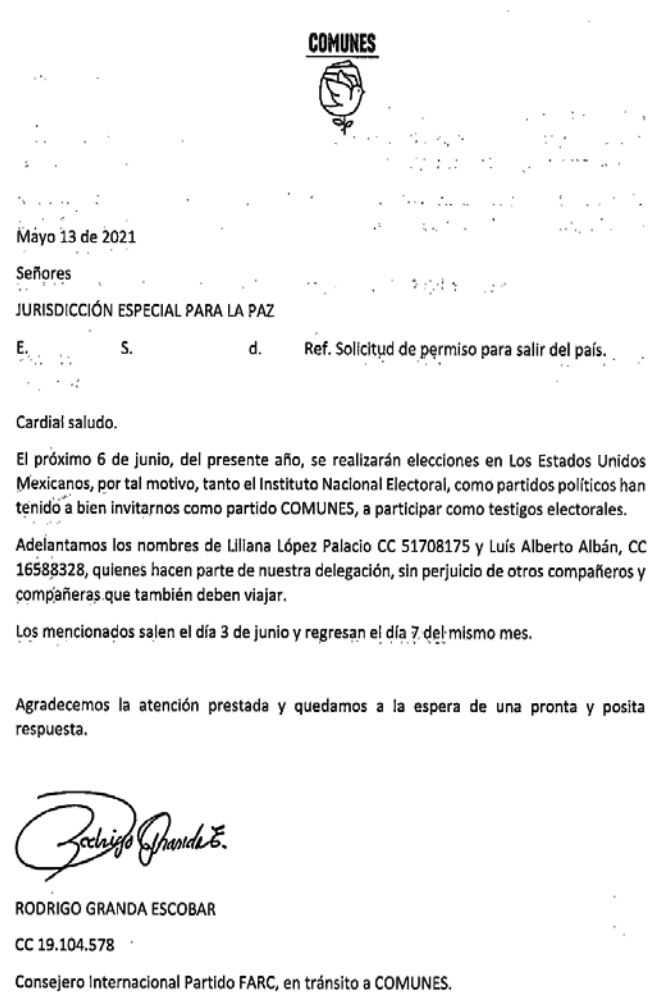 COMUNES
Mayo 13 de 2021
Señores
JURISDICCIÓN ESPECIAL PARA LA PAZ
E. S. d. Ref. Solicitud de permiso para salir del país.
Cardial saludo.
El próximo 6 de junio, del presente año, se realizarán elecciones en Los Estados Unidos
Mexicanos, por tal motivo, tanto el Instituto Nacional Electoral, como partidos políticos han
tenido a bien invitarnos como partido COMUNES, a participar como testigos electorales.
Adelantamos los nombres de Liliana López Palacio CC 51708175 y Luís Alberto Albán, CC
16588328, quienes hacen parte de nuestra delegación, sin perjuicio de otros compañeros y
compañeras que también deben viajar.
Los mencionados salen el día 3 de junio y regresan el día 7 del mismo mes.
Agradecemos la atención prestada y quedamos a la espera de una pronta y posita
respuesta.
Rodrigo Granda E.
RODRIGO GRANDA ESCOBAR
CC 19.104.578
Consejero Internacional Partido FARC, en tránsito a COMUNES.